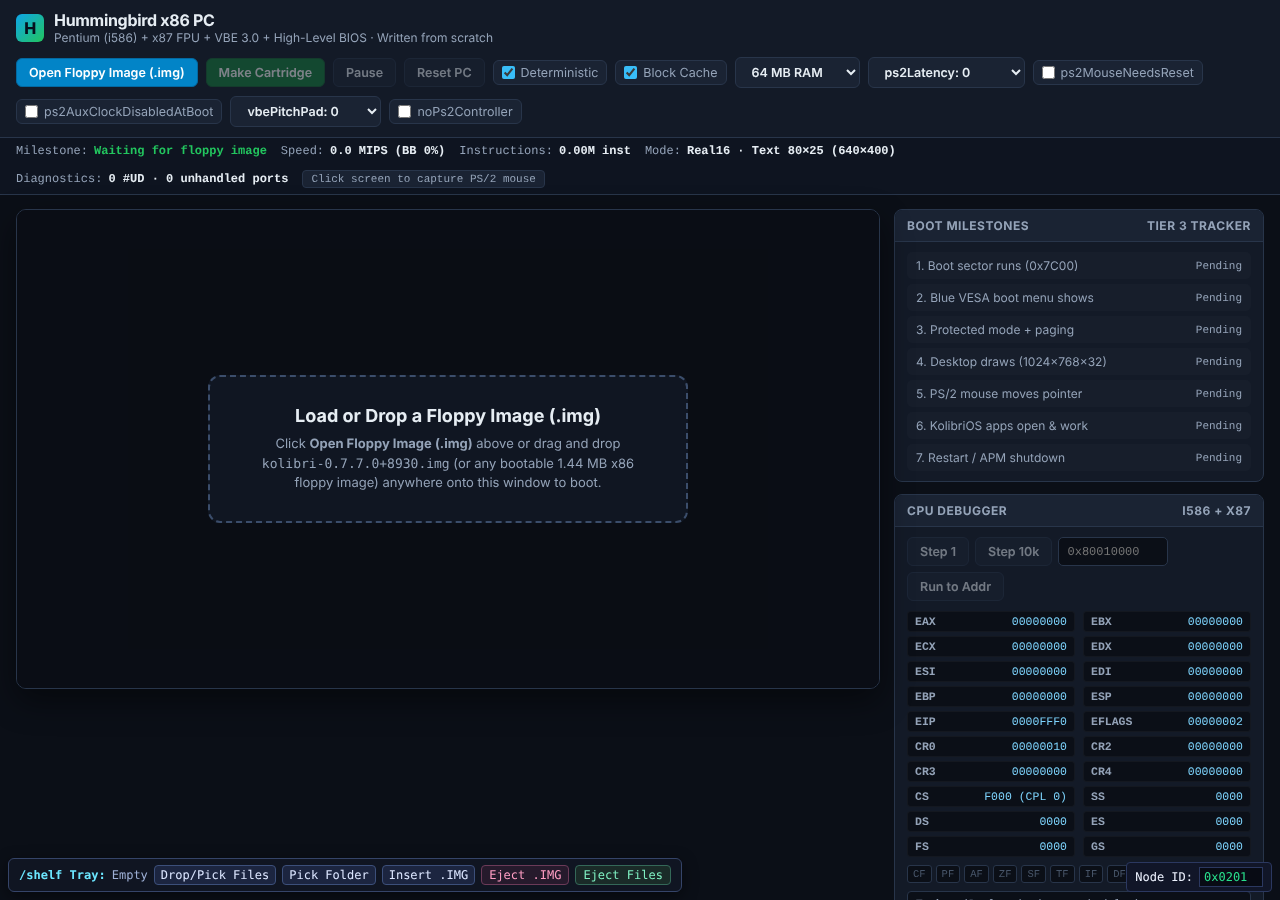 H
Hummingbird x86 PC
Pentium (i586) + x87 FPU + VBE 3.0 + High-Level BIOS · Written from scratch
Open Floppy Image (.img) Make Cartridge Pause Reset PC Deterministic Block Cache 64 MB RAM ps2Latency: 0 ps2MouseNeedsReset
ps2AuxClockDisabledAtBoot vbePitchPad: 0 noPs2Controller
Milestone: Waiting for floppy image Speed: 0.0 MIPS (BB 0%) Instructions: 0.00M inst Mode: Real16 · Text 80×25 (640×400)
Diagnostics: 0 #UD · 0 unhandled ports Click screen to capture PS/2 mouse
Load or Drop a Floppy Image (.img)
Click Open Floppy Image (.img) above or drag and drop
kolibri-0.7.7.0+8930.img (or any bootable 1.44 MB x86
floppy image) anywhere onto this window to boot.
BOOT MILESTONES TIER 3 TRACKER
1. Boot sector runs (0x7C00) Pending
2. Blue VESA boot menu shows Pending
3. Protected mode + paging Pending
4. Desktop draws (1024×768×32) Pending
5. PS/2 mouse moves pointer Pending
6. KolibriOS apps open & work Pending
7. Restart / APM shutdown Pending
CPU DEBUGGER I586 + X87
Step 1 Step 10k 0x80010000
Run to Addr
EAX 00000000 EBX 00000000
ECX 00000000 EDX 00000000
ESI 00000000 EDI 00000000
EBP 00000000 ESP 00000000
EIP 0000FFF0 EFLAGS 00000002
CR0 00000010 CR2 00000000
CR3 00000000 CR4 00000000
CS F000 (CPL 0) SS 0000
DS 0000 ES 0000
FS 0000 GS 0000
CF PF AF ZF SF TF IF DF
/shelf Tray: Empty Drop/Pick Files Pick Folder Insert .IMG Eject .IMG Eject Files
Node ID: 0x0201